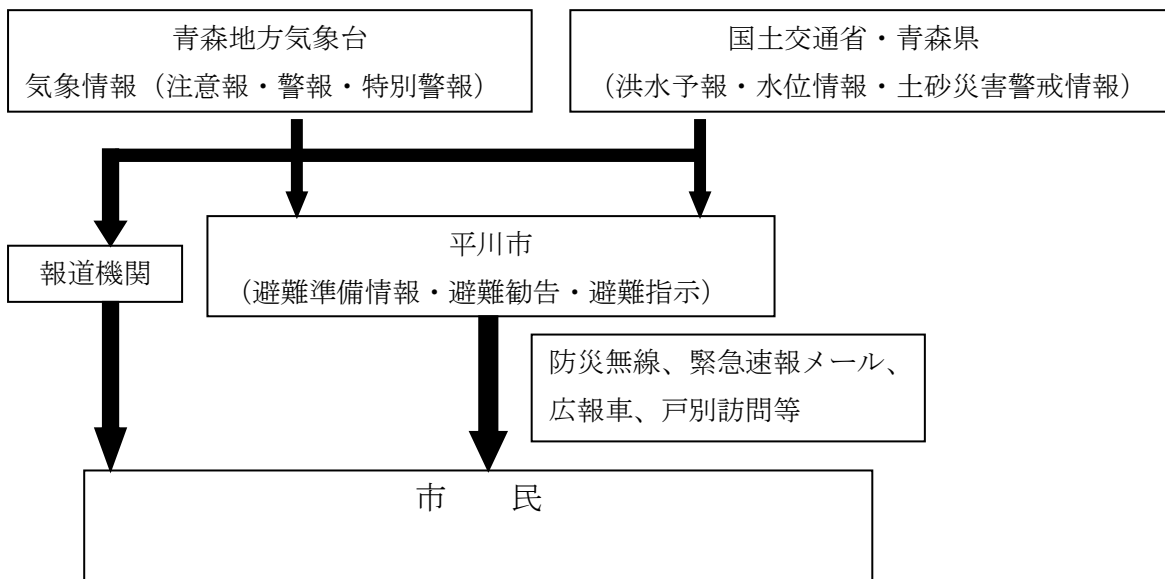 青森地方気象台
気象情報（注意報・警報・特別警報）
国土交通省・青森県
（洪水予報・水位情報・土砂災害警戒情報）
報道機関
平川市
（避難準備情報・避難勧告・避難指示）
防災無線、緊急速報メール、
広報車、戸別訪問等
市　　民